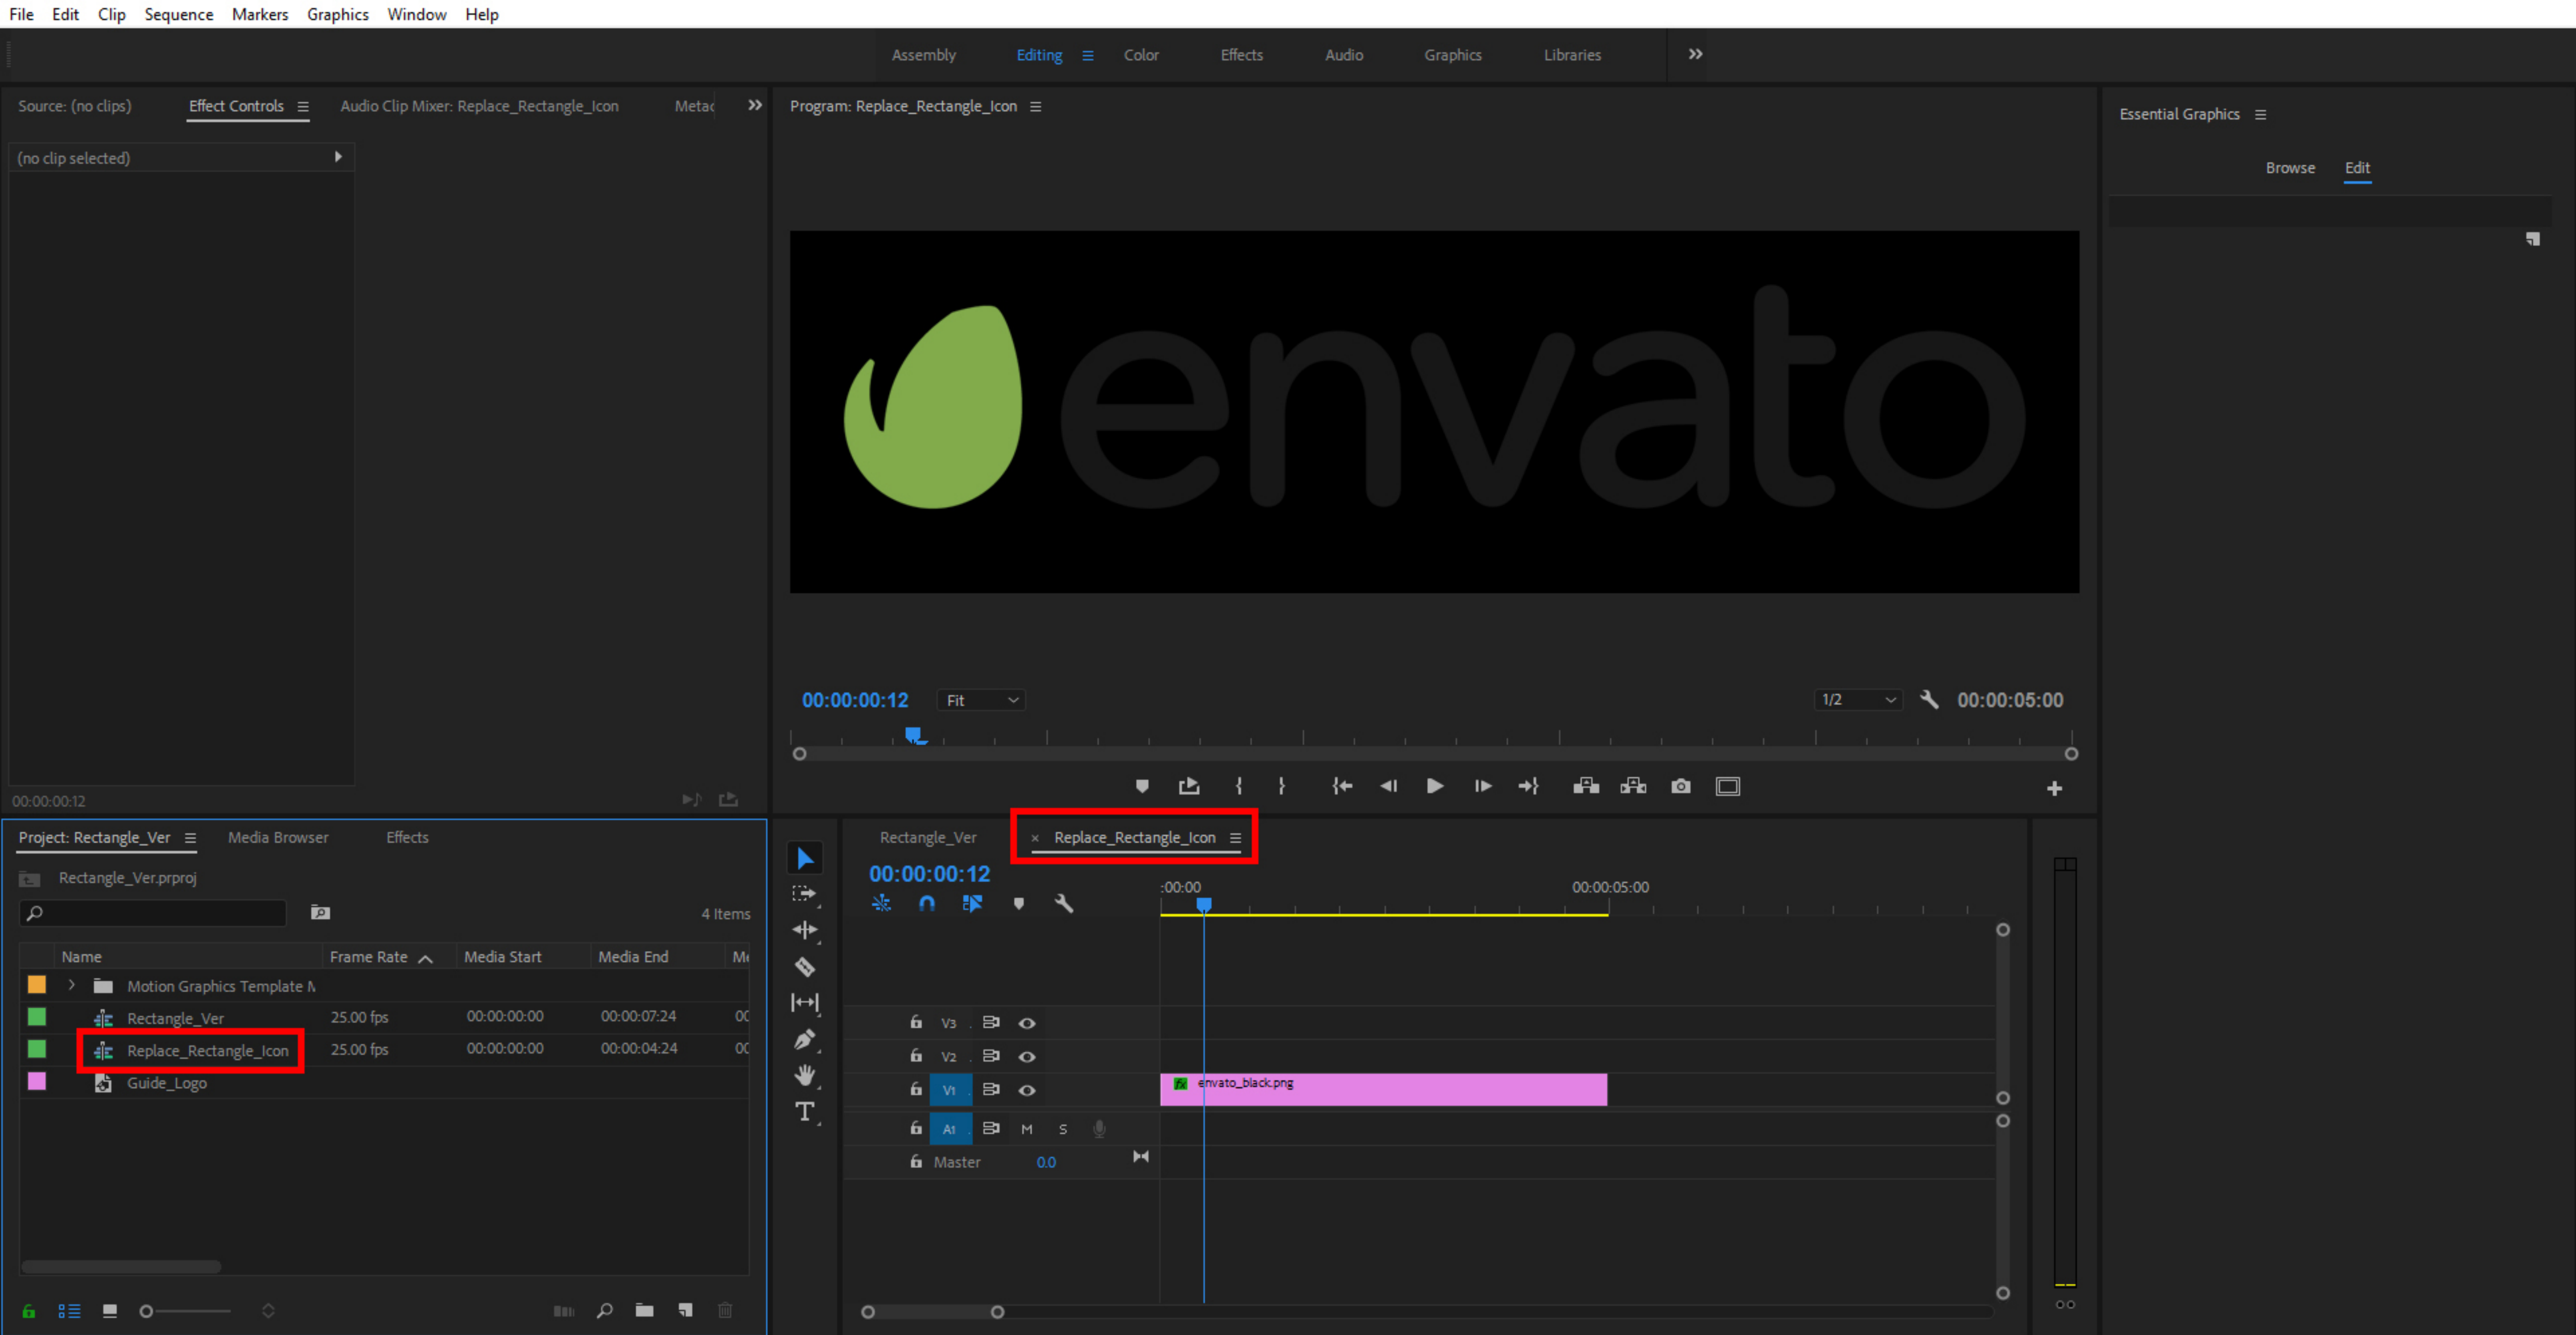 File Edit Clip Sequence Markers Graphics Window Help
Assembly Editing Color Effects Audio Graphics Libraries
Source: (no clips) Effect Controls Audio Clip Mixer: Replace_Rectangle_Icon Metac
(no clip selected)
00:00:00:12
Program: Replace_Rectangle_Icon
envato
00:00:00:12 Fit 1/2 00:00:05:00
Essential Graphics
Browse Edit
Project: Rectangle_Ver Media Browser Effects
Rectangle_Ver.prproj
4 Items
Name Frame Rate Media Start Media End Me
Motion Graphics Template M
Rectangle_Ver 25.00 fps 00:00:00:00 00:00:07:24 00
Replace_Rectangle_Icon 25.00 fps 00:00:00:00 00:00:04:24 00
Guide_Logo
Rectangle_Ver × Replace_Rectangle_Icon
00:00:00:12
:00:00 00:00:05:00
V3
V2
V1 fx envato_black.png
A1 M S
Master 0.0
T